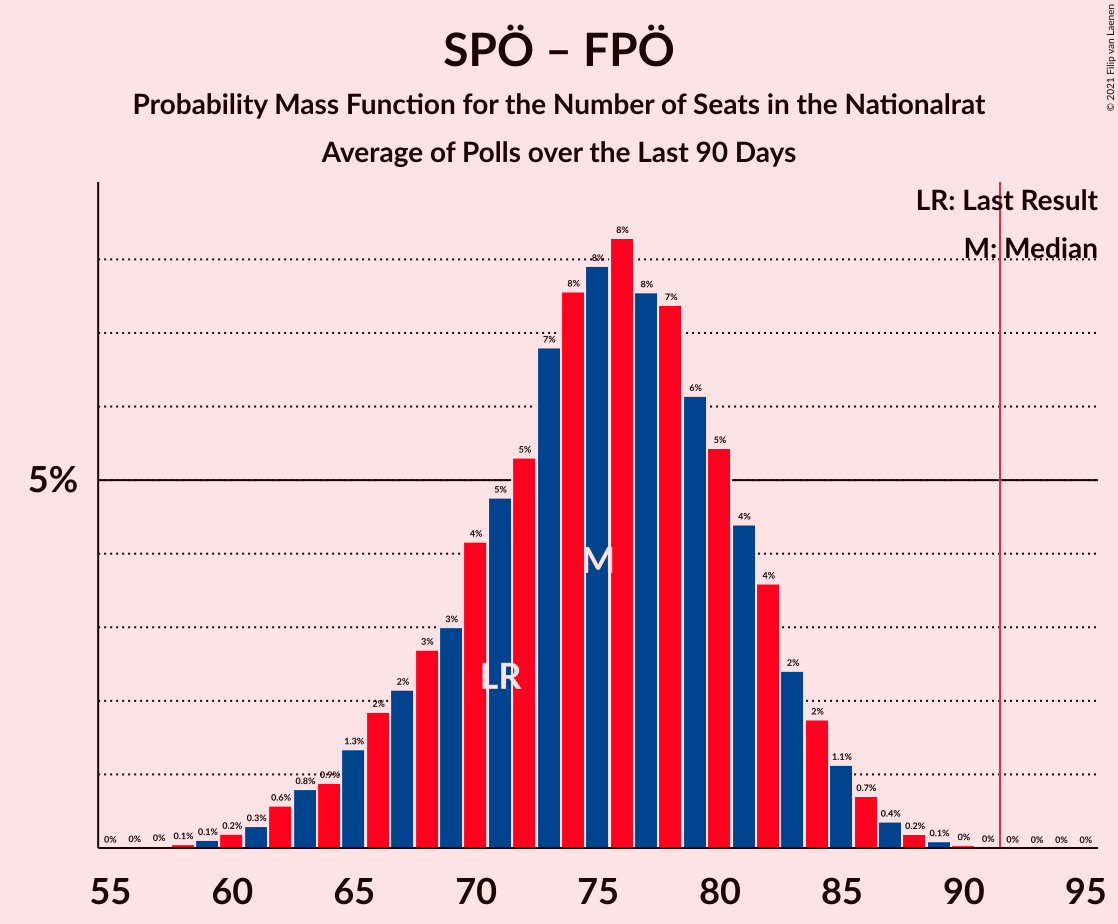 SPÖ – FPÖ
Probability Mass Function for the Number of Seats in the Nationalrat
Average of Polls over the Last 90 Days
© 2021 Filip van Laenen
LR: Last Result
M: Median
5%
0% 0% 0% 0.1% 0.1% 0.2% 0.3% 0.6% 0.8% 0.9% 1.3% 2% 2% 3% 3% 4% 5% 5% 7% 8% 8% 8% 8% 7% 6% 5% 4% 4% 2% 2% 1.1% 0.7% 0.4% 0.2% 0.1% 0% 0% 0% 0% 0% 0%
M
LR
55 60 65 70 75 80 85 90 95